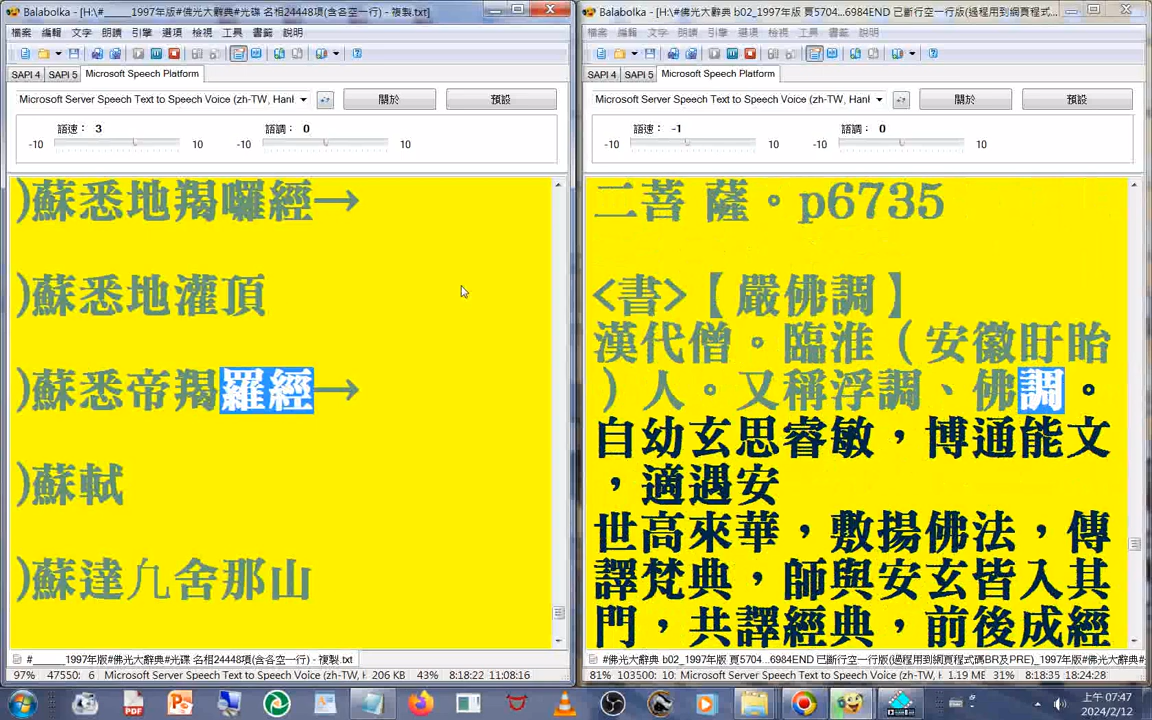 Balabolka - [H:\#_____1997年版#佛光大辭典#光碟 名相24448項(含各空一行) - 複製.txt]
檔案 編輯 文字 朗讀 引擎 選項 檢視 工具 書籤 說明
SAPI 4 SAPI 5 Microsoft Speech Platform
Microsoft Server Speech Text to Speech Voice (zh-TW, Hanl
關於 預設
語速： 3 語調： 0
-10 10 -10 10
)蘇悉地羯囉經→
)蘇悉地灌頂
)蘇悉帝羯羅經→
)蘇軾
)蘇達凢舍那山
#_____1997年版#佛光大辭典#光碟 名相24448項(含各空一行) - 複製.txt
97% 47550: 6 Microsoft Server Speech Text to Speech Voice (zh-TW, H 206 KB 43% 8:18:22 11:08:16
Balabolka - [H:\#佛光大辭典 b02_1997年版 頁5704...6984END 已斷行空一行版(過程用到網頁程式...
檔案 編輯 文字 朗讀 引擎 選項 檢視 工具 書籤 說明
SAPI 4 SAPI 5 Microsoft Speech Platform
Microsoft Server Speech Text to Speech Voice (zh-TW, Hanl
關於 預設
語速： -1 語調： 0
-10 10 -10 10
二菩 薩。p6735
<書>【嚴佛調】
漢代僧。臨淮（安徽盱眙
）人。又稱浮調、佛調。
自幼玄思睿敏，博通能文
，適遇安
世高來華，敷揚佛法，傳
譯梵典，師與安玄皆入其
門，共譯經典，前後成經
#佛光大辭典 b02_1997年版 頁5704...6984END 已斷行空一行版(過程用到網頁程式碼BR及PRE)_1997年版#佛光大辭典#
81% 103500: 10: Microsoft Server Speech Text to Speech Voice (zh-TW, 1.19 ME 31% 8:18:35 18:24:28
上午 07:47
2024/2/12